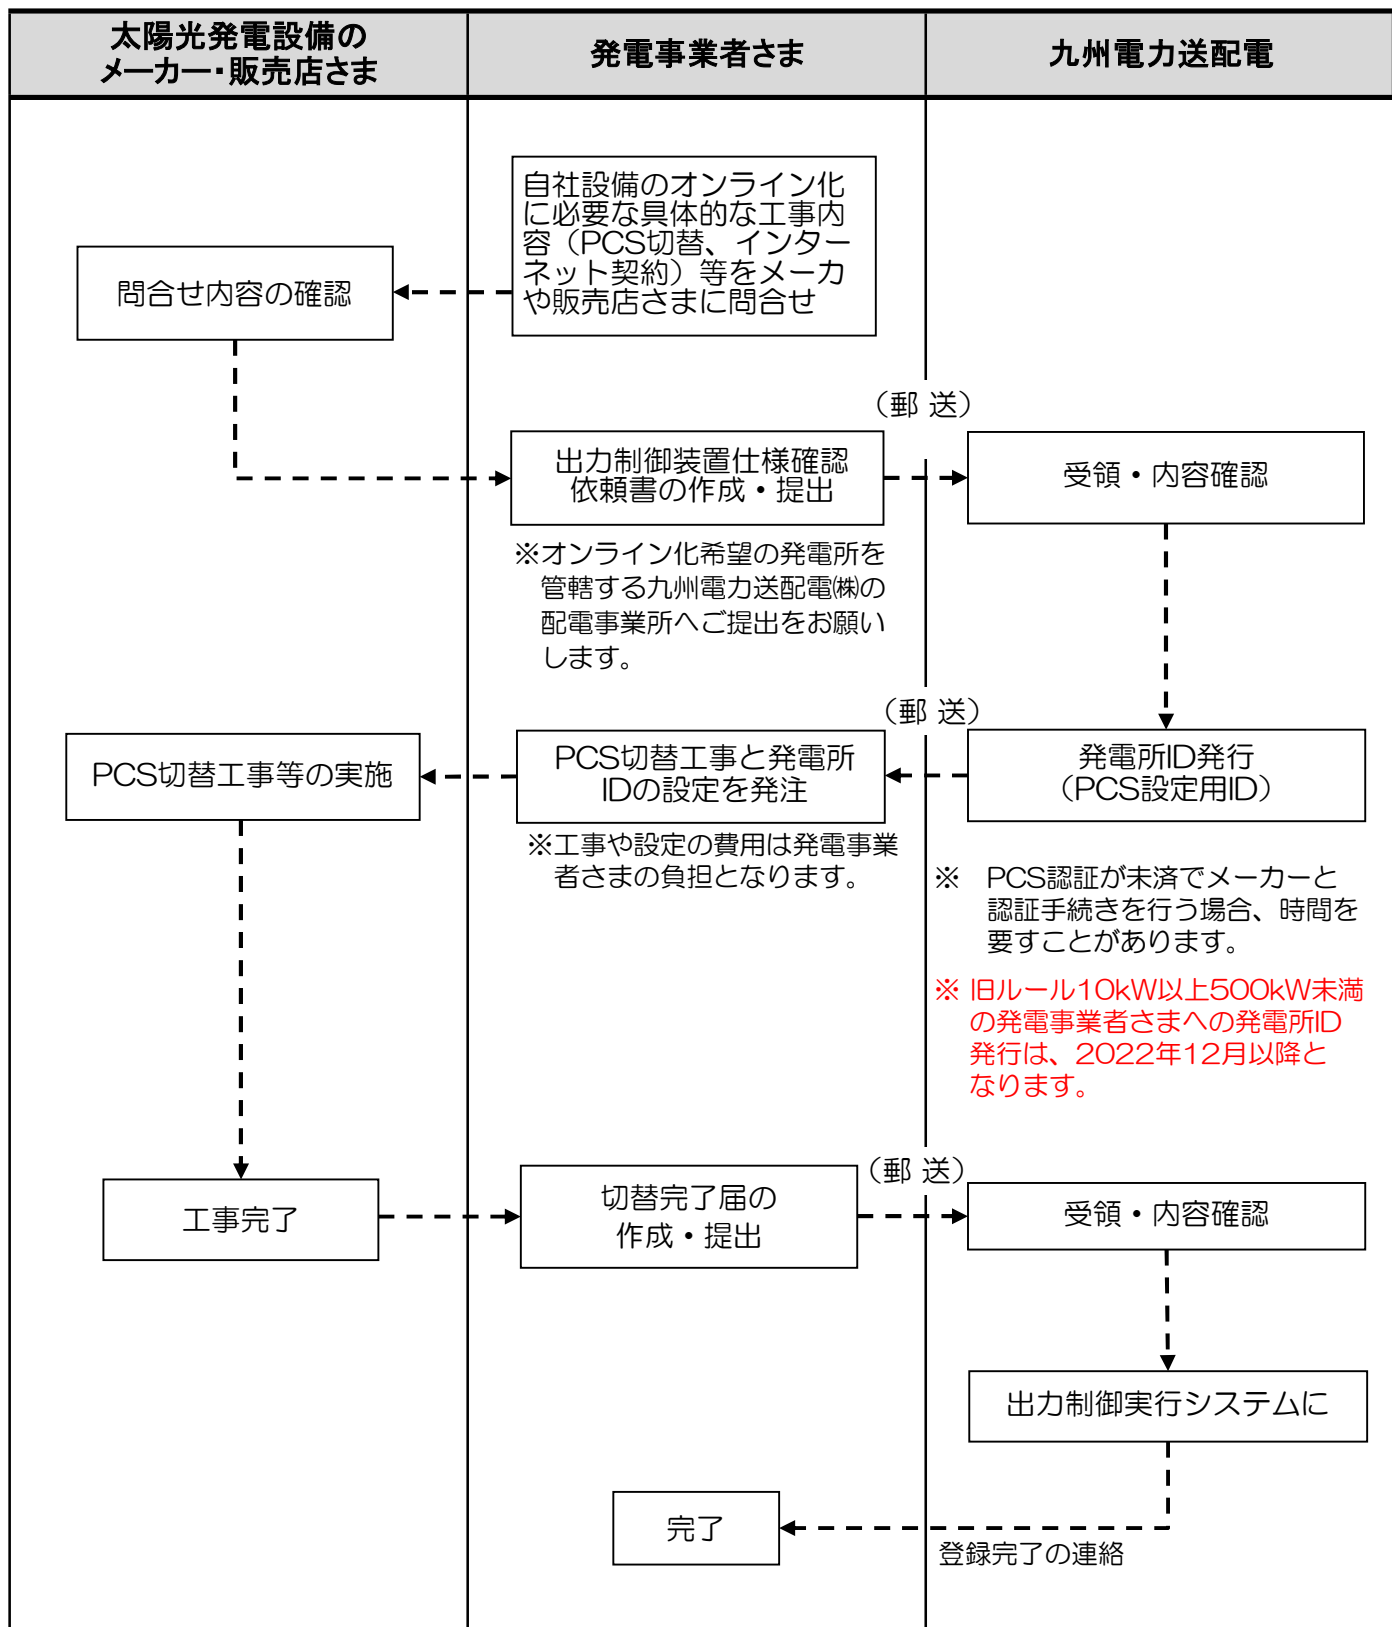 太陽光発電設備の
メーカー・販売店さま
発電事業者さま
九州電力送配電
自社設備のオンライン化
に必要な具体的な工事内
容（PCS切替、インター
ネット契約）等をメーカ
や販売店さまに問合せ
問合せ内容の確認
（郵 送）
出力制御装置仕様確認
依頼書の作成・提出
受領・内容確認
※オンライン化希望の発電所を
管轄する九州電力送配電㈱の
配電事業所へご提出をお願い
します。
（郵 送）
発電所ID発行
（PCS設定用ID）
PCS切替工事と発電所
IDの設定を発注
PCS切替工事等の実施
※工事や設定の費用は発電事業
者さまの負担となります。
※ PCS認証が未済でメーカーと
認証手続きを行う場合、時間を
要すことがあります。
※ 旧ルール10kW以上500kW未満
の発電事業者さまへの発電所ID
発行は、2022年12月以降と
なります。
（郵 送）
工事完了
切替完了届の
作成・提出
受領・内容確認
出力制御実行システムに
完了
登録完了の連絡